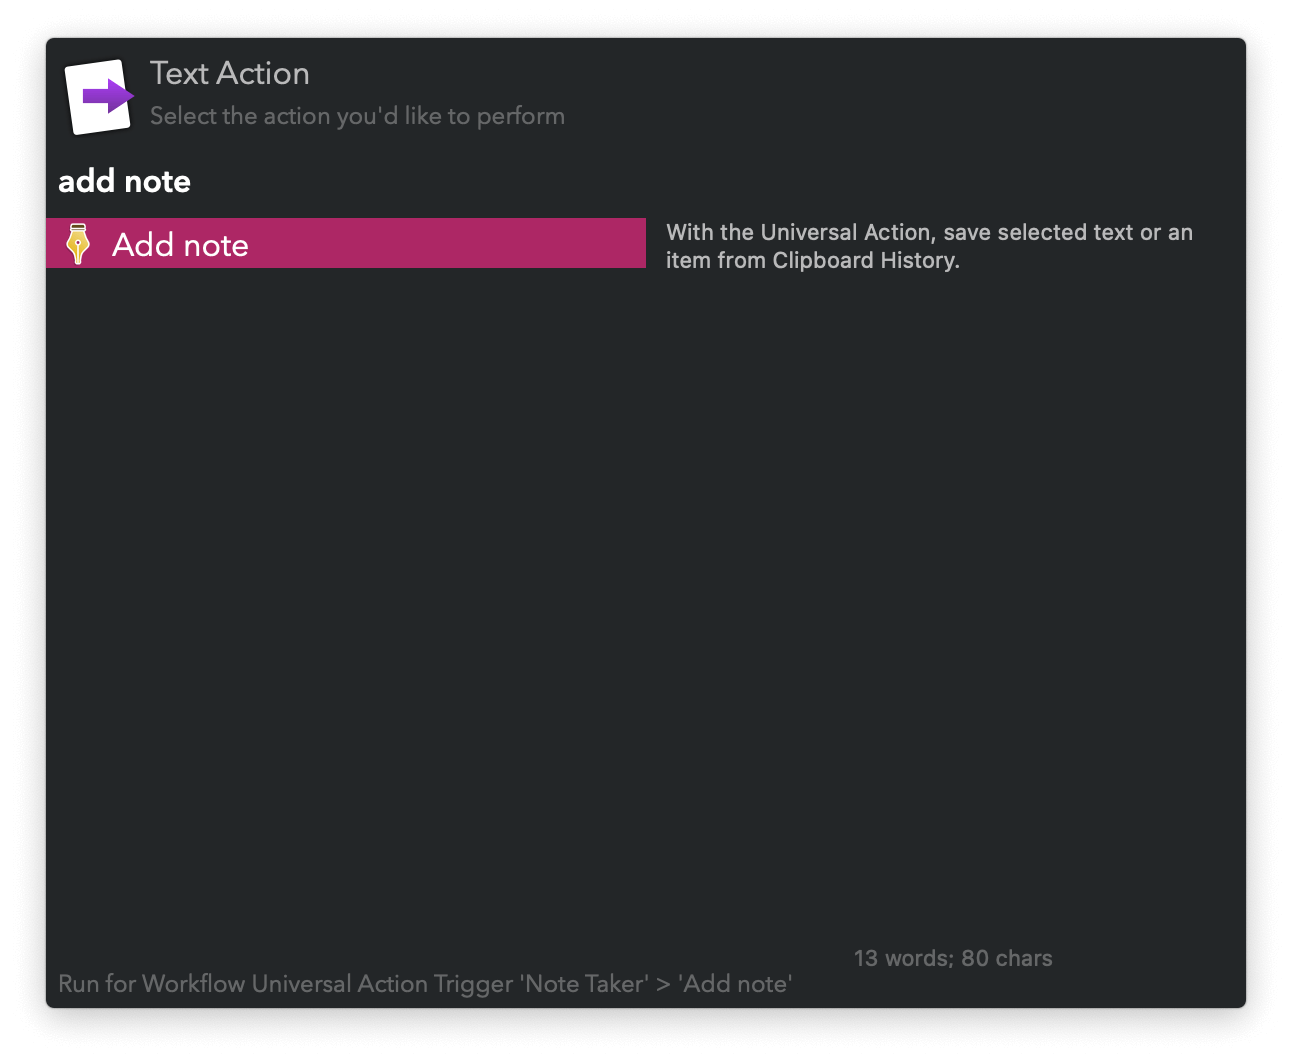 Text Action
Select the action you'd like to perform
add note
Add note
With the Universal Action, save selected text or an
item from Clipboard History.
13 words; 80 chars
Run for Workflow Universal Action Trigger 'Note Taker' > 'Add note'